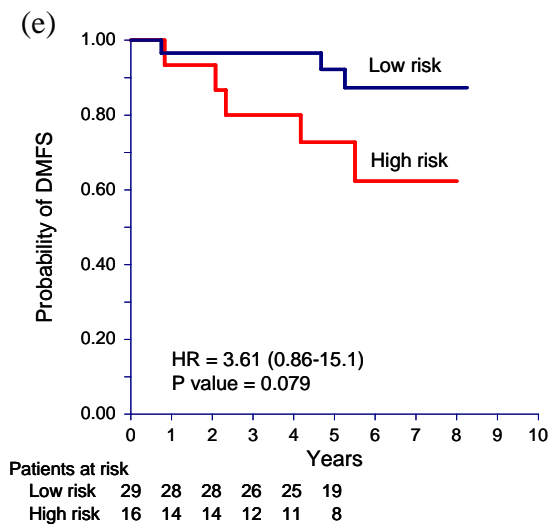 (e)
1.00
0.80
0.60
0.40
0.20
0.00
Probability of DMFS
Low risk
High risk
HR = 3.61 (0.86-15.1)
P value = 0.079
0 1 2 3 4 5 6 7 8 9 10
Years
Patients at risk
Low risk 29 28 28 26 25 19
High risk 16 14 14 12 11 8